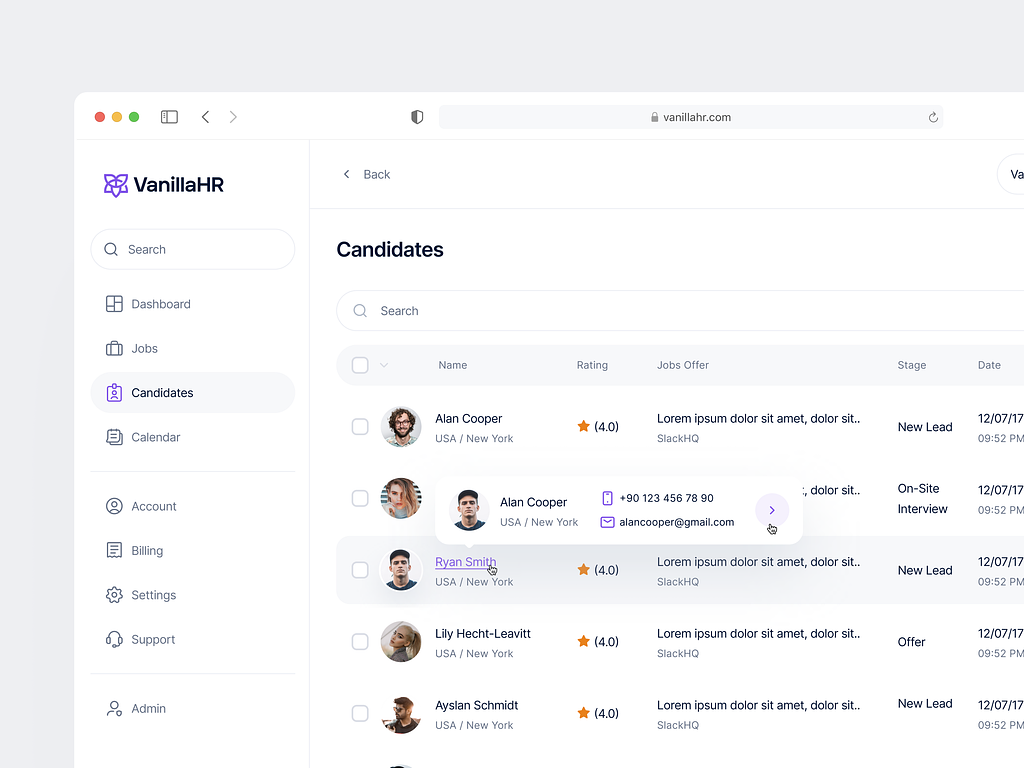 vanillahr.com
VanillaHR
Back
Va
Search
Dashboard
Jobs
Candidates
Calendar
Account
Billing
Settings
Support
Admin
Candidates
Search
Name Rating Jobs Offer Stage Date
Alan Cooper
USA / New York
(4.0)
Lorem ipsum dolor sit amet, dolor sit..
SlackHQ
New Lead
12/07/17
09:52 PM
dolor sit..
On-Site
Interview
12/07/17
09:52 PM
Alan Cooper
USA / New York
+90 123 456 78 90
alancooper@gmail.com
Ryan Smith
USA / New York
(4.0)
Lorem ipsum dolor sit amet, dolor sit..
SlackHQ
New Lead
12/07/17
09:52 PM
Lily Hecht-Leavitt
USA / New York
(4.0)
Lorem ipsum dolor sit amet, dolor sit..
SlackHQ
Offer
12/07/17
09:52 PM
Ayslan Schmidt
USA / New York
(4.0)
Lorem ipsum dolor sit amet, dolor sit..
SlackHQ
New Lead
12/07/17
09:52 PM